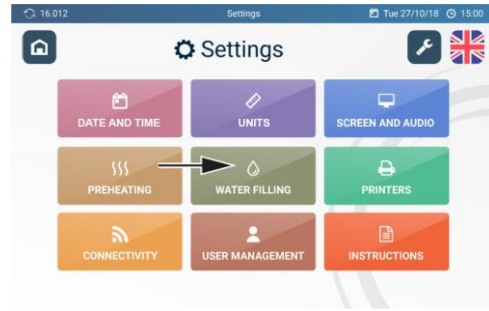 16.012 Settings Tue 27/10/18 15:00
Settings
DATE AND TIME UNITS SCREEN AND AUDIO
PREHEATING WATER FILLING PRINTERS
CONNECTIVITY USER MANAGEMENT INSTRUCTIONS